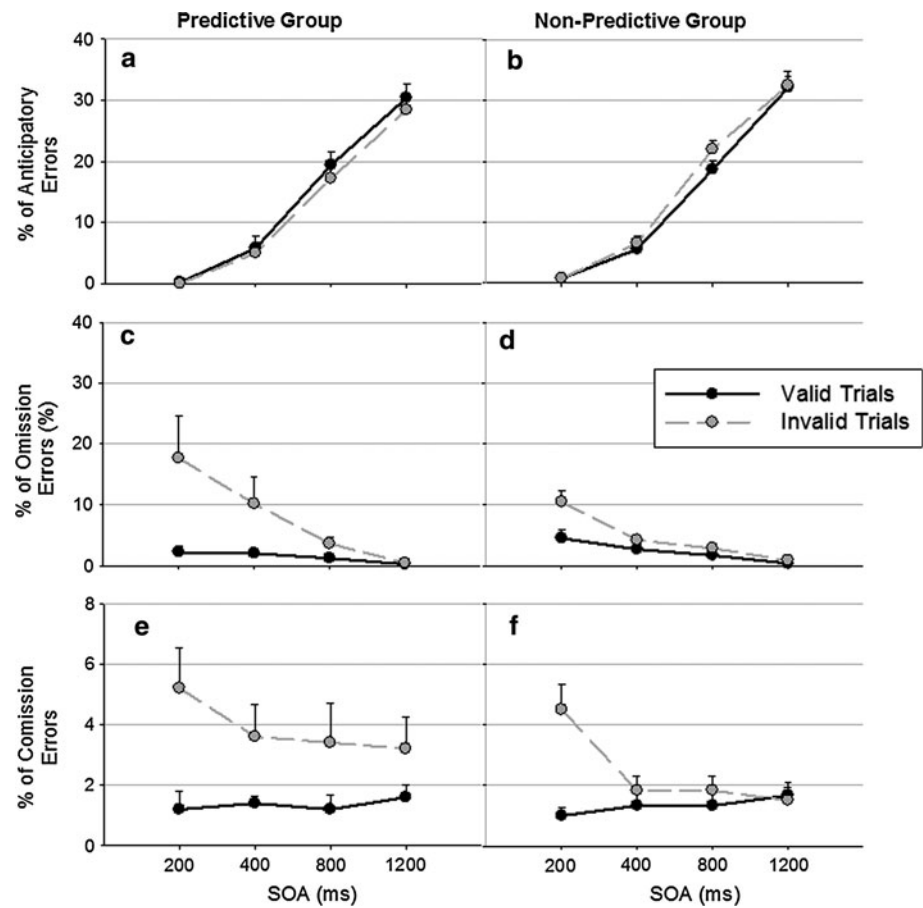 Predictive Group
Non-Predictive Group
% of Anticipatory
Errors
40
30
20
10
0
a
b
% of Omission
Errors (%)
40
30
20
10
0
c
d
Valid Trials
Invalid Trials
% of Comission
Errors
8
6
4
2
0
e
f
200 400 800 1200
200 400 800 1200
SOA (ms)
SOA (ms)